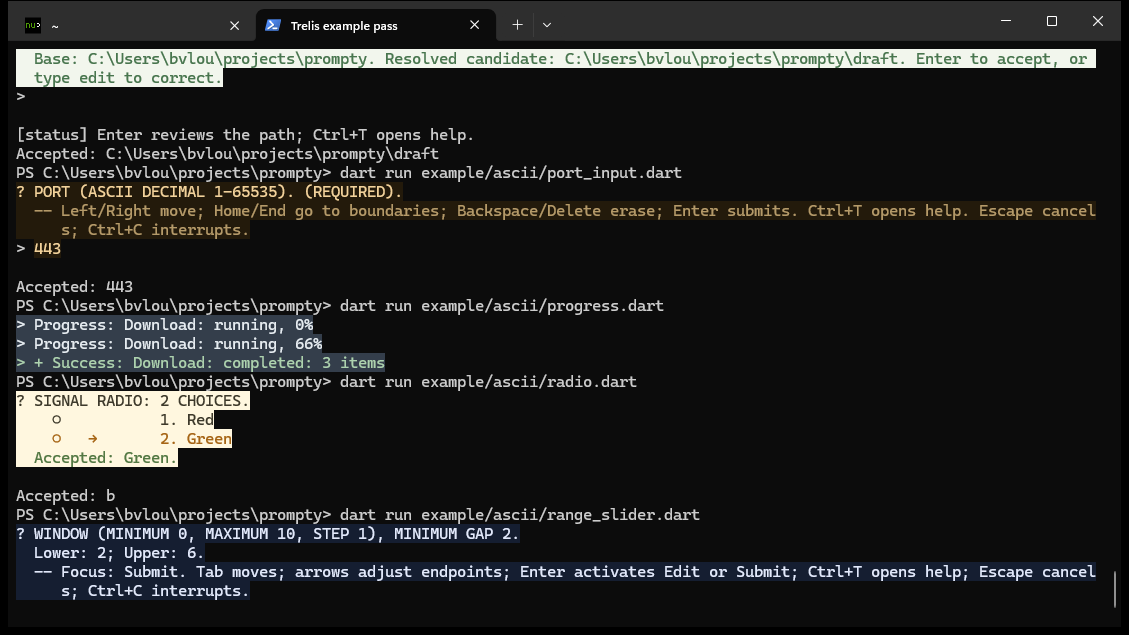 nu> ~
Trelis example pass
Base: C:\Users\bvlou\projects\prompty. Resolved candidate: C:\Users\bvlou\projects\prompty\draft. Enter to accept, or
type edit to correct.
>
[status] Enter reviews the path; Ctrl+T opens help.
Accepted: C:\Users\bvlou\projects\prompty\draft
PS C:\Users\bvlou\projects\prompty> dart run example/ascii/port_input.dart
? PORT (ASCII DECIMAL 1-65535). (REQUIRED).
-- Left/Right move; Home/End go to boundaries; Backspace/Delete erase; Enter submits. Ctrl+T opens help. Escape cancel
s; Ctrl+C interrupts.
> 443
Accepted: 443
PS C:\Users\bvlou\projects\prompty> dart run example/ascii/progress.dart
> Progress: Download: running, 0%
> Progress: Download: running, 66%
> + Success: Download: completed: 3 items
PS C:\Users\bvlou\projects\prompty> dart run example/ascii/radio.dart
? SIGNAL RADIO: 2 CHOICES.
○ 1. Red
○ → 2. Green
Accepted: Green.
Accepted: b
PS C:\Users\bvlou\projects\prompty> dart run example/ascii/range_slider.dart
? WINDOW (MINIMUM 0, MAXIMUM 10, STEP 1), MINIMUM GAP 2.
Lower: 2; Upper: 6.
-- Focus: Submit. Tab moves; arrows adjust endpoints; Enter activates Edit or Submit; Ctrl+T opens help; Escape cancel
s; Ctrl+C interrupts.